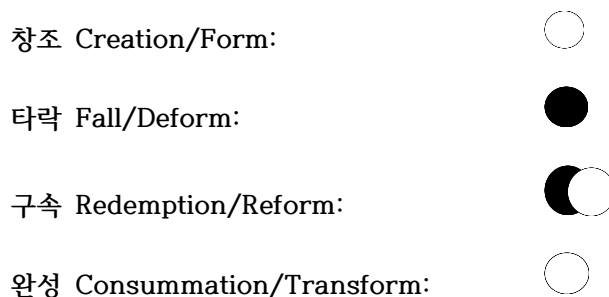 창조 Creation/Form:
타락 Fall/Deform:
구속 Redemption/Reform:
완성 Consummation/Transform: